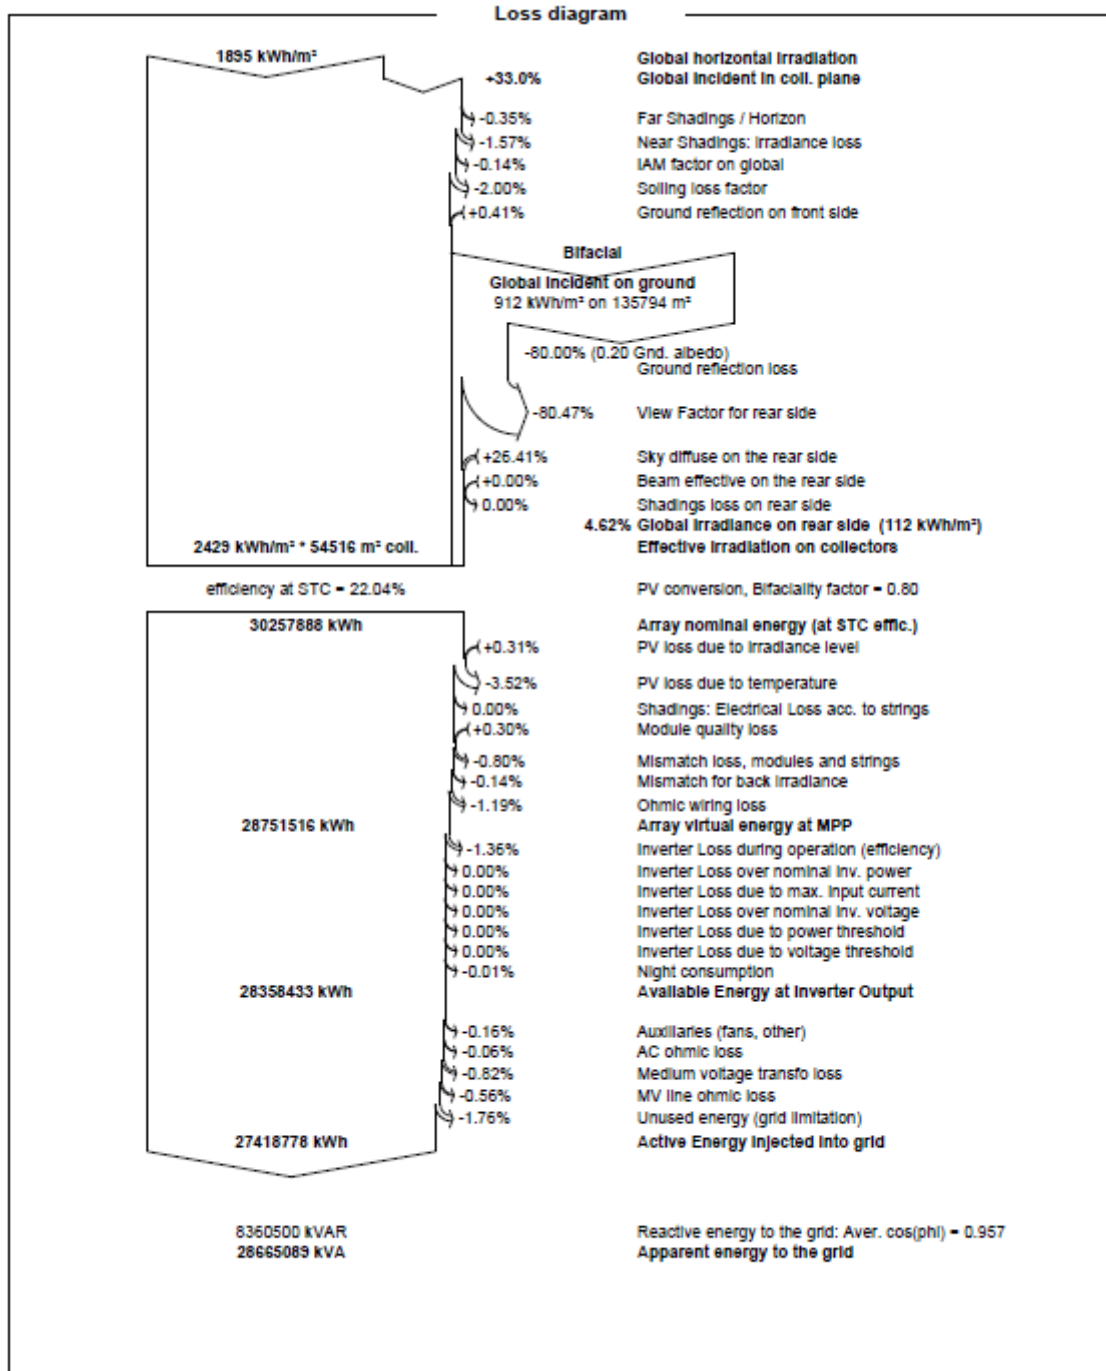 Loss diagram
1895 kWh/m² Global horizontal irradiation
+33.0% Global incident in coll. plane
-0.35% Far Shadings / Horizon
-1.57% Near Shadings: irradiance loss
-0.14% IAM factor on global
-2.00% Soiling loss factor
+0.41% Ground reflection on front side
Bifacial
Global incident on ground
912 kWh/m² on 135794 m²
-80.00% (0.20 Gnd. albedo)
Ground reflection loss
-80.47% View Factor for rear side
+26.41% Sky diffuse on the rear side
+0.00% Beam effective on the rear side
0.00% Shadings loss on rear side
4.62% Global Irradiance on rear side (112 kWh/m²)
2429 kWh/m² * 54516 m² coll. Effective irradiation on collectors
efficiency at STC = 22.04% PV conversion, Bifaciality factor = 0.80
30257888 kWh Array nominal energy (at STC effic.)
+0.31% PV loss due to irradiance level
-3.52% PV loss due to temperature
0.00% Shadings: Electrical Loss acc. to strings
+0.30% Module quality loss
-0.80% Mismatch loss, modules and strings
-0.14% Mismatch for back irradiance
-1.19% Ohmic wiring loss
28751516 kWh Array virtual energy at MPP
-1.36% Inverter Loss during operation (efficiency)
0.00% Inverter Loss over nominal inv. power
0.00% Inverter Loss due to max. input current
0.00% Inverter Loss over nominal inv. voltage
0.00% Inverter Loss due to power threshold
0.00% Inverter Loss due to voltage threshold
-0.01% Night consumption
28358433 kWh Available Energy at Inverter Output
-0.16% Auxiliaries (fans, other)
-0.06% AC ohmic loss
-0.82% Medium voltage transfo loss
-0.56% MV line ohmic loss
-1.76% Unused energy (grid limitation)
27418778 kWh Active Energy injected into grid
8360500 kVAR Reactive energy to the grid: Aver. cos(phi) = 0.957
28665089 kVA Apparent energy to the grid